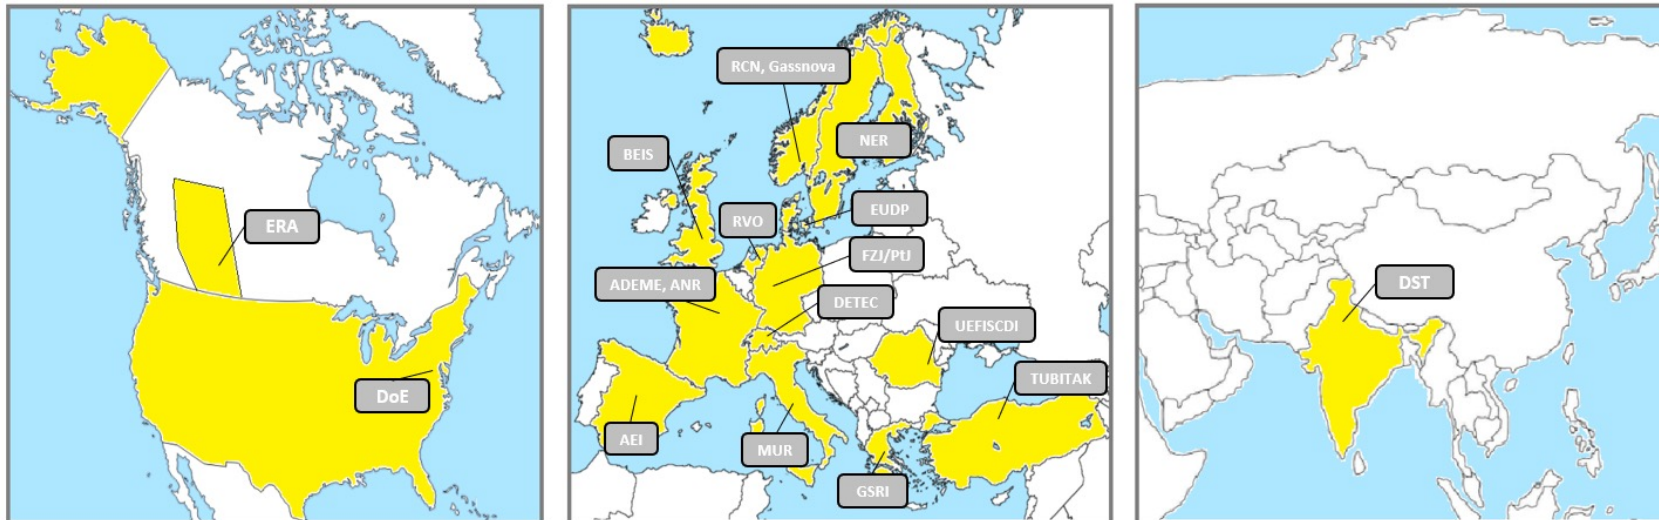 ERA
DoE
RCN, Gassnova
BEIS
NER
RVO
EUDP
FZJ/PtJ
ADEME, ANR
DETEC
UEFISCDI
TUBITAK
AEI
MUR
GSRI
DST